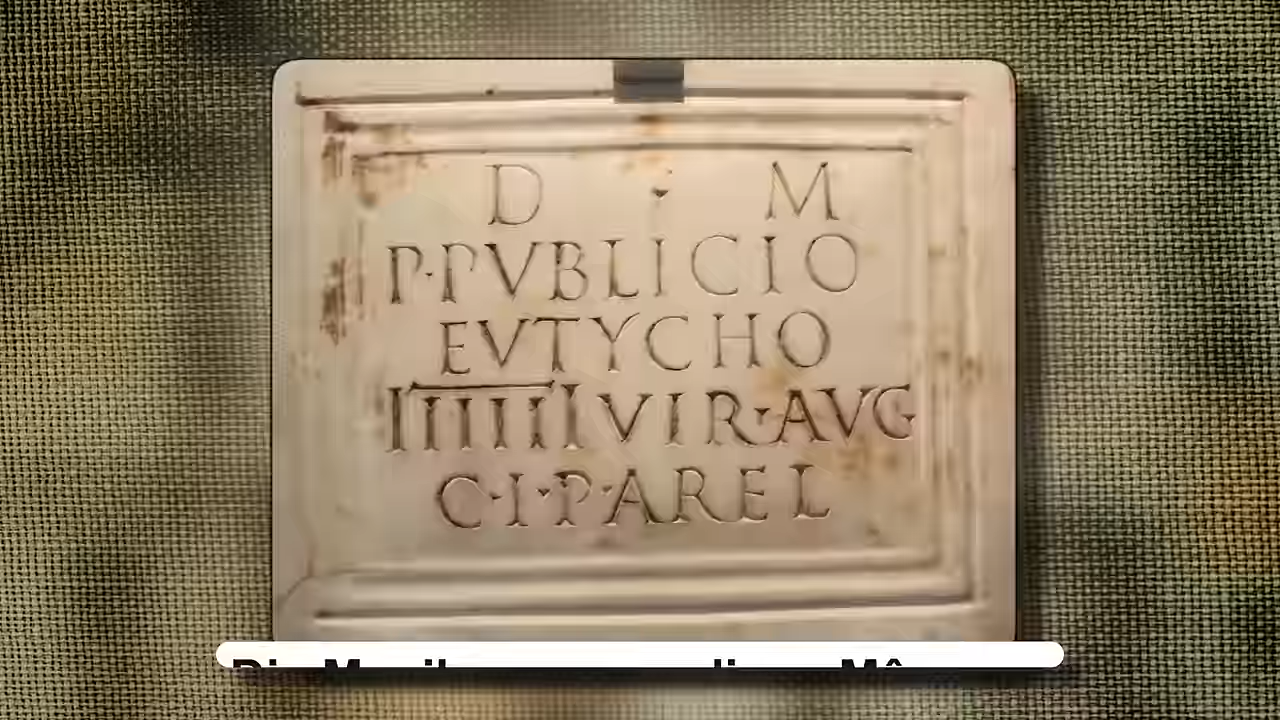 D M
P·PVBLICIO
EVTYCHO
IIIIIIVIR·AVG
C·I·P·AREL